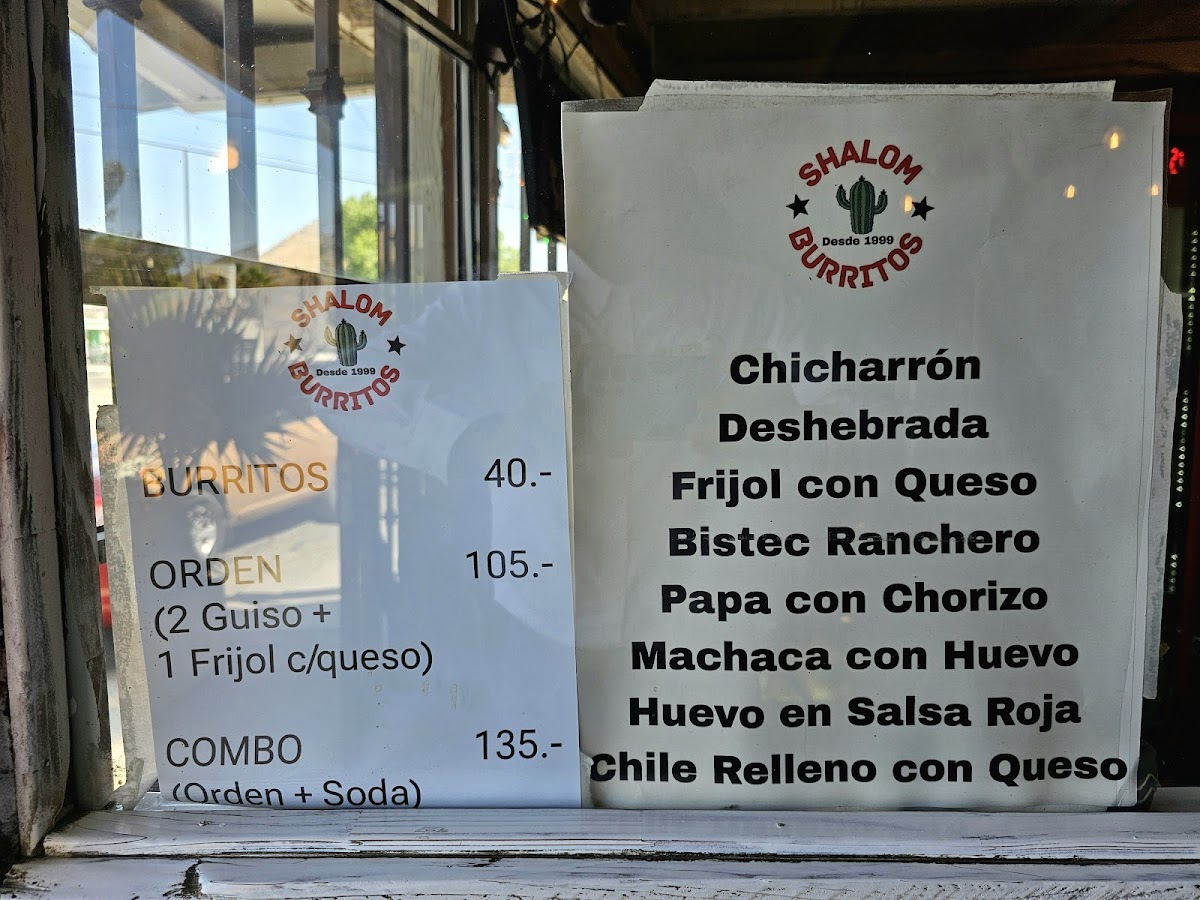 SHALOM
Desde 1999
BURRITOS
BURRITOS 40.-
ORDEN 105.-
(2 Guiso +
1 Frijol c/queso)
COMBO 135.-
(Orden + Soda)
SHALOM
Desde 1999
BURRITOS
Chicharrón
Deshebrada
Frijol con Queso
Bistec Ranchero
Papa con Chorizo
Machaca con Huevo
Huevo en Salsa Roja
Chile Relleno con Queso